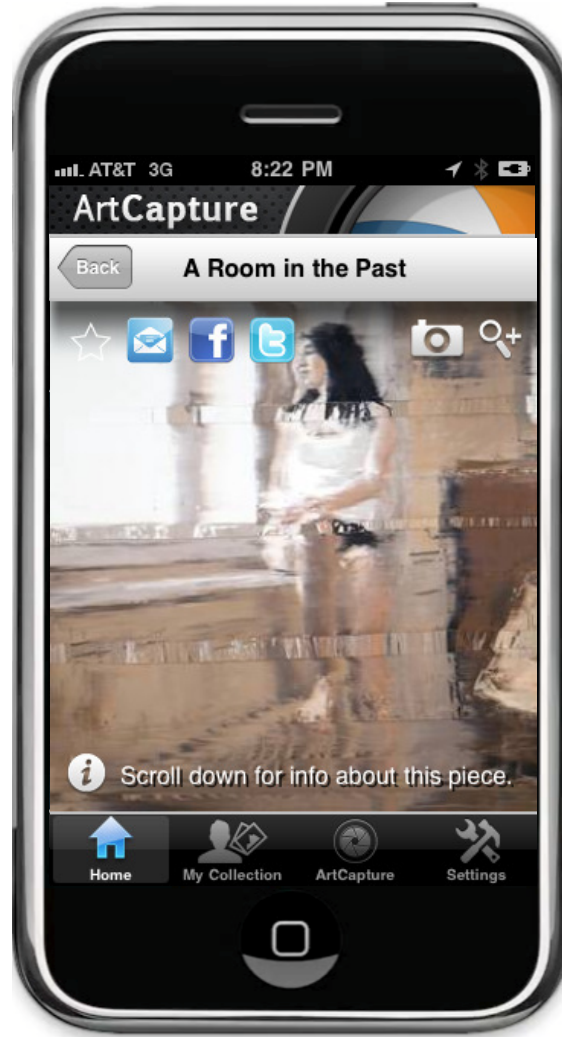 AT&T 3G 8:22 PM
ArtCapture
Back A Room in the Past
Scroll down for info about this piece.
Home My Collection ArtCapture Settings